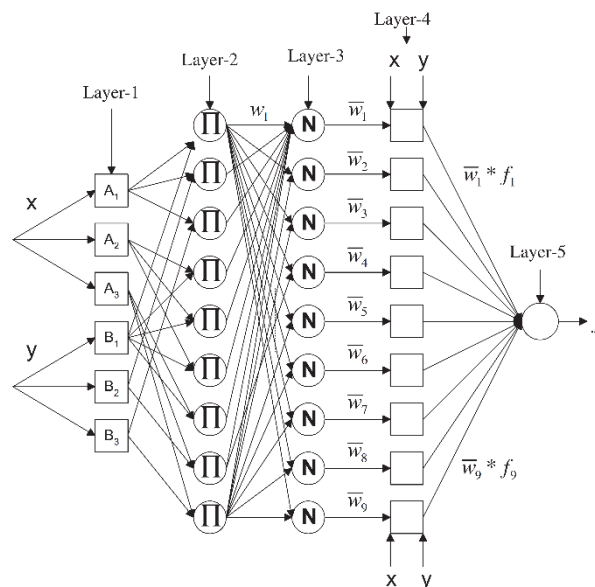 Layer-4
x y
Layer-2 Layer-3
Layer-1
Π w₁ N w̅₁
Π N w̅₂
w̅₁ * f₁
x A₁
Π N w̅₃
A₂
Π N w̅₄
Layer-5
A₃
Π N w̅₅
y B₁
Π N w̅₆
B₂
Π N w̅₇
B₃
Π N w̅₈
w̅₉ * f₉
Π N w̅₉
x y